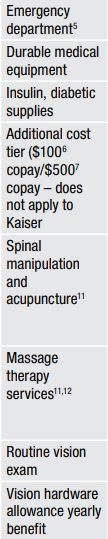 Emergency
department⁵
Durable medical
equipment
Insulin, diabetic
supplies
Additional cost
tier ($100⁶
copay/$500⁷
copay – does
not apply to
Kaiser
Spinal
manipulation
and
acupuncture¹¹
Massage
therapy
services¹¹,¹²
Routine vision
exam
Vision hardware
allowance yearly
benefit